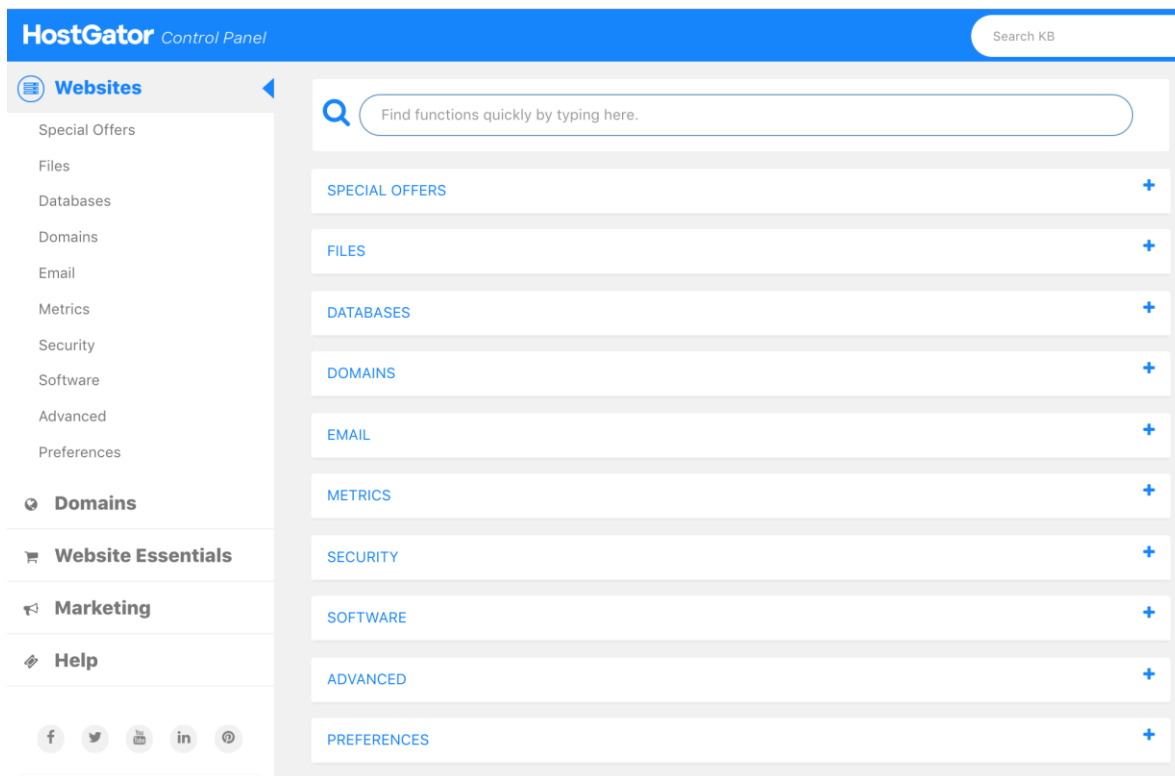 HostGator Control Panel
Search KB
Websites
Special Offers
Files
Databases
Domains
Email
Metrics
Security
Software
Advanced
Preferences
Domains
Website Essentials
Marketing
Help
Find functions quickly by typing here.
SPECIAL OFFERS
FILES
DATABASES
DOMAINS
EMAIL
METRICS
SECURITY
SOFTWARE
ADVANCED
PREFERENCES